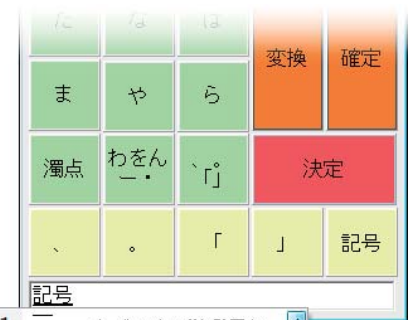 た な は
変換 確定
ま や ら
濁点 わをん 決定
ー・
、 。 「 」 記号
記号